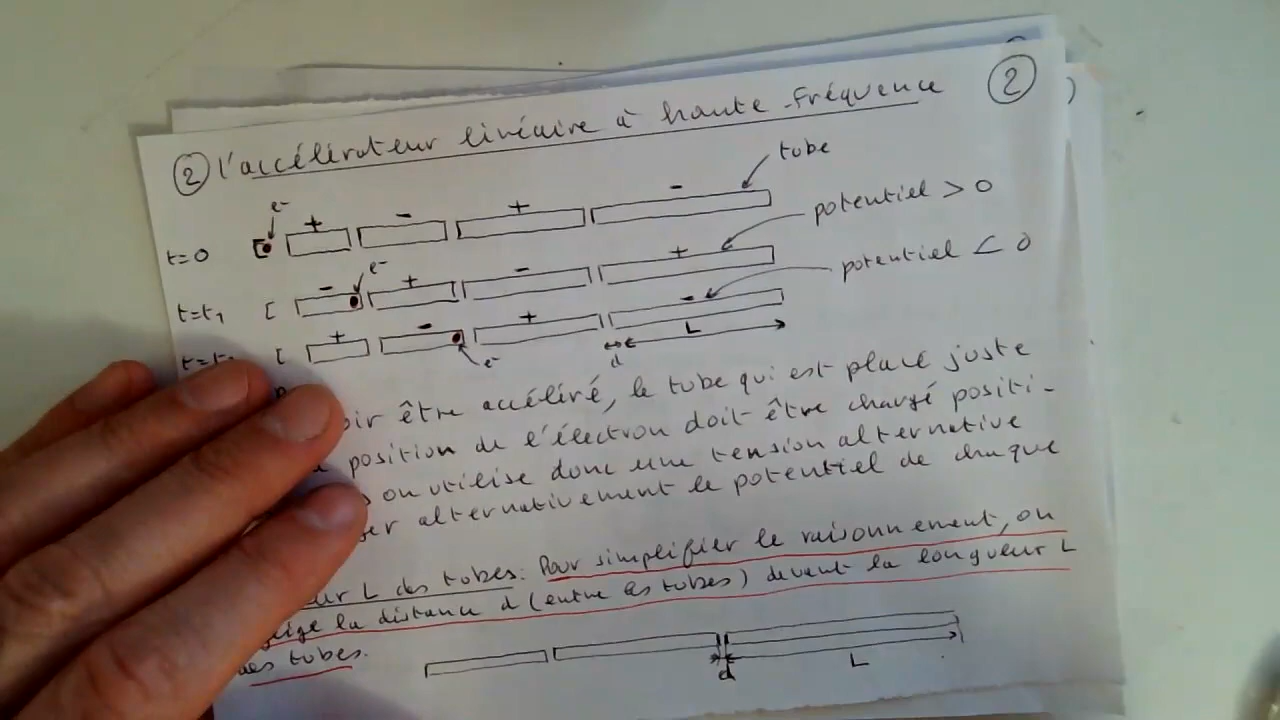 ②
② l'accélérateur linéaire à haute-fréquence
tube
e-
+ - + -
t=0
potentiel > 0
e-
- + - +
t=t1
potentiel < 0
+ - + -
e-
d L
être accéléré, le tube qui est placé juste
position de l'électron doit être chargé positi-
on utilise donc une tension alternative
alternativement le potentiel de chaque
L des tubes: Pour simplifier le raisonnement, on
la distance d (entre les tubes) devant la longueur L
des tubes.
d L